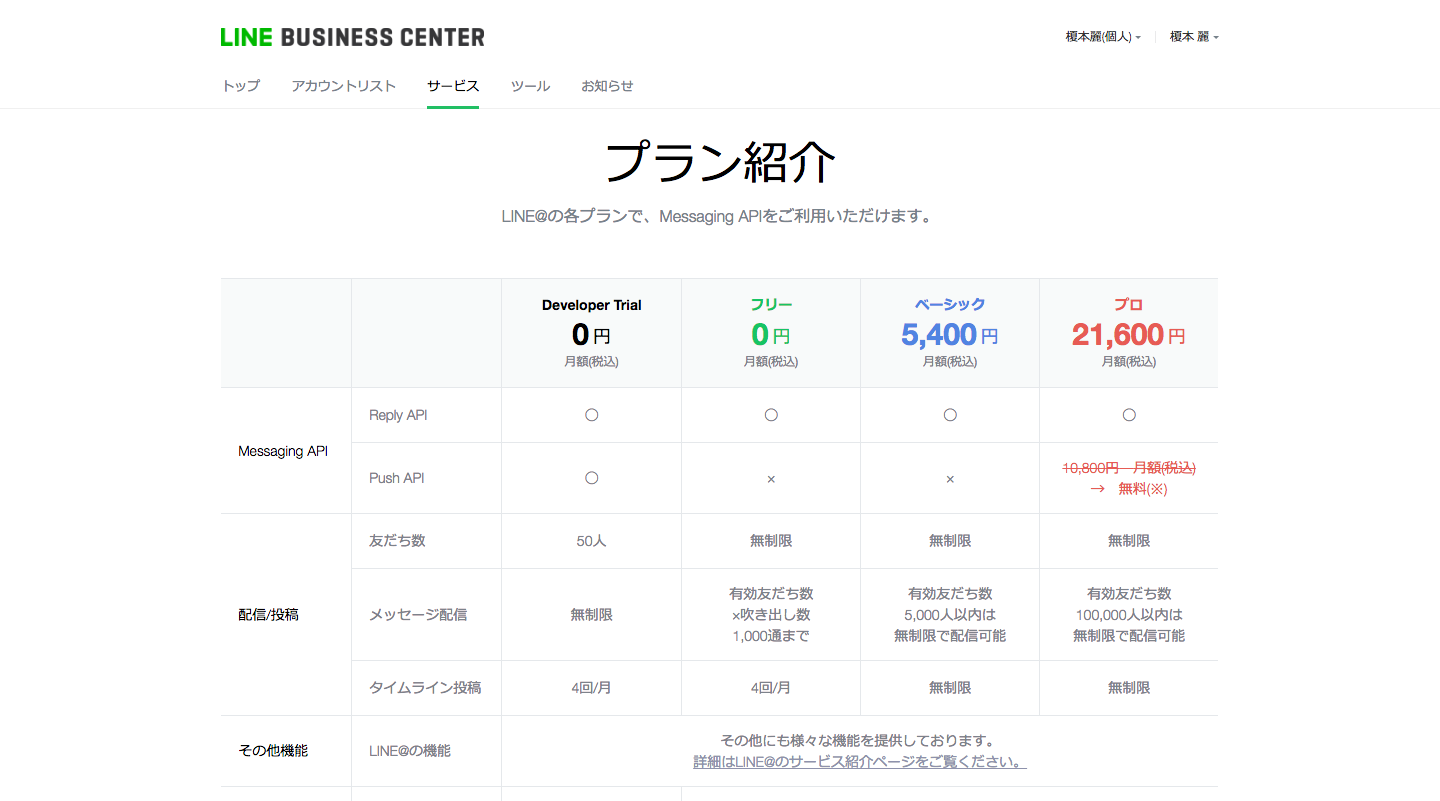 LINE BUSINESS CENTER
榎本麗(個人)
榎本 麗
トップ
アカウントリスト
サービス
ツール
お知らせ
プラン紹介
LINE@の各プランで、Messaging APIをご利用いただけます。
Developer Trial
0 円
月額(税込)
フリー
0 円
月額(税込)
ベーシック
5,400 円
月額(税込)
プロ
21,600 円
月額(税込)
Messaging API
Reply API
○
○
○
○
Push API
○
×
×
10,800円 月額(税込)
→ 無料(※)
配信/投稿
友だち数
50人
無制限
無制限
無制限
メッセージ配信
無制限
有効友だち数
×吹き出し数
1,000通まで
有効友だち数
5,000人以内は
無制限で配信可能
有効友だち数
100,000人以内は
無制限で配信可能
タイムライン投稿
4回/月
4回/月
無制限
無制限
その他機能
LINE@の機能
その他にも様々な機能を提供しております。
詳細はLINE@のサービス紹介ページをご覧ください。